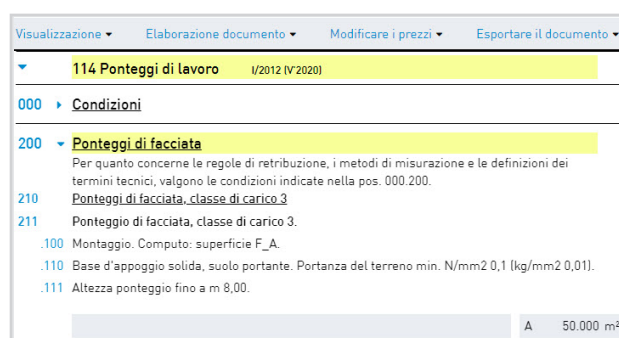 Visualizzazione Elaborazione documento Modificare i prezzi Esportare il documento
114 Ponteggi di lavoro I/2012 (V'2020)
000 Condizioni
200 Ponteggi di facciata
Per quanto concerne le regole di retribuzione, i metodi di misurazione e le definizioni dei
termini tecnici, valgono le condizioni indicate nella pos. 000.200.
210 Ponteggi di facciata, classe di carico 3
211 Ponteggio di facciata, classe di carico 3.
.100 Montaggio. Computo: superficie F_A.
.110 Base d'appoggio solida, suolo portante. Portanza del terreno min. N/mm2 0,1 (kg/mm2 0,01).
.111 Altezza ponteggio fino a m 8,00.
A 50.000 m²